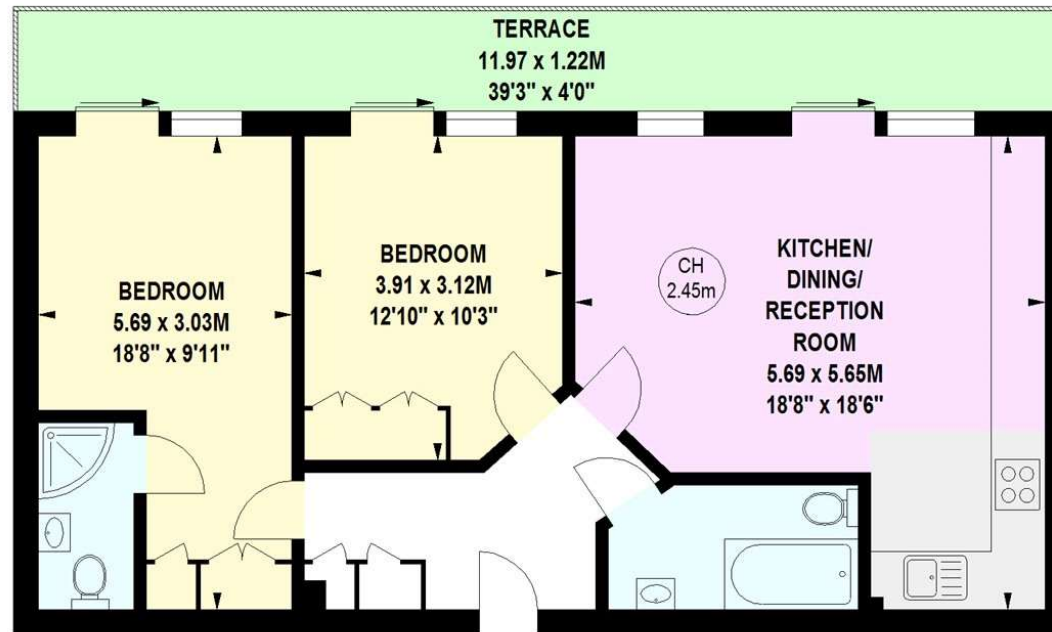 TERRACE
11.97 x 1.22M
39'3" x 4'0"
BEDROOM
5.69 x 3.03M
18'8" x 9'11"
BEDROOM
3.91 x 3.12M
12'10" x 10'3"
CH
2.45m
KITCHEN/
DINING/
RECEPTION
ROOM
5.69 x 5.65M
18'8" x 18'6"